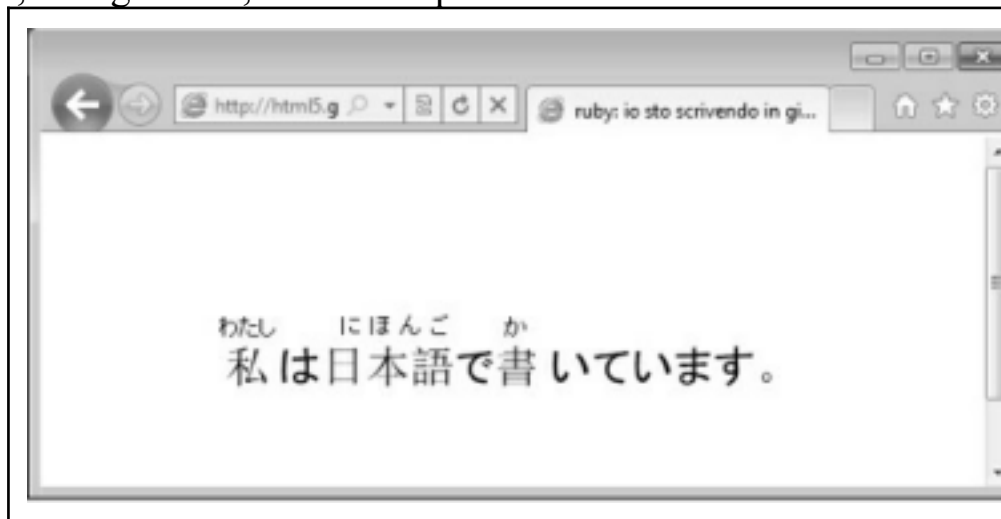 http://html5.g
ruby: io sto scrivendo in gi...
わたし にほんご か
私は日本語で書いています。